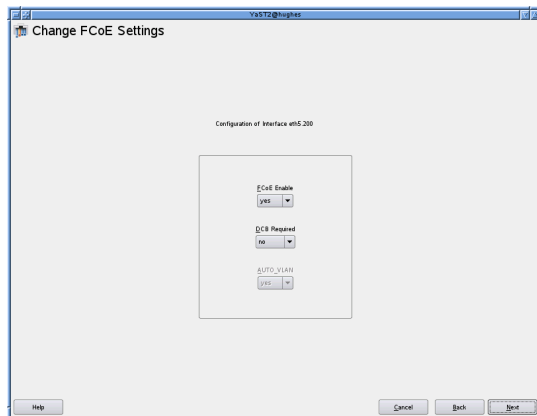 YaST2@hughes
Change FCoE Settings
Configuration of Interface eth5.200
FCoE Enable
yes
DCB Required
no
AUTO_VLAN
yes
Help
Cancel
Back
Next